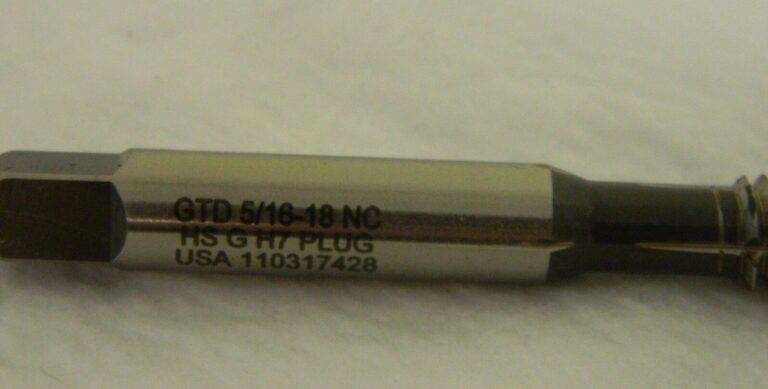 GTD 5/16-18 NC
HS G H7 PLUG
USA 110317428